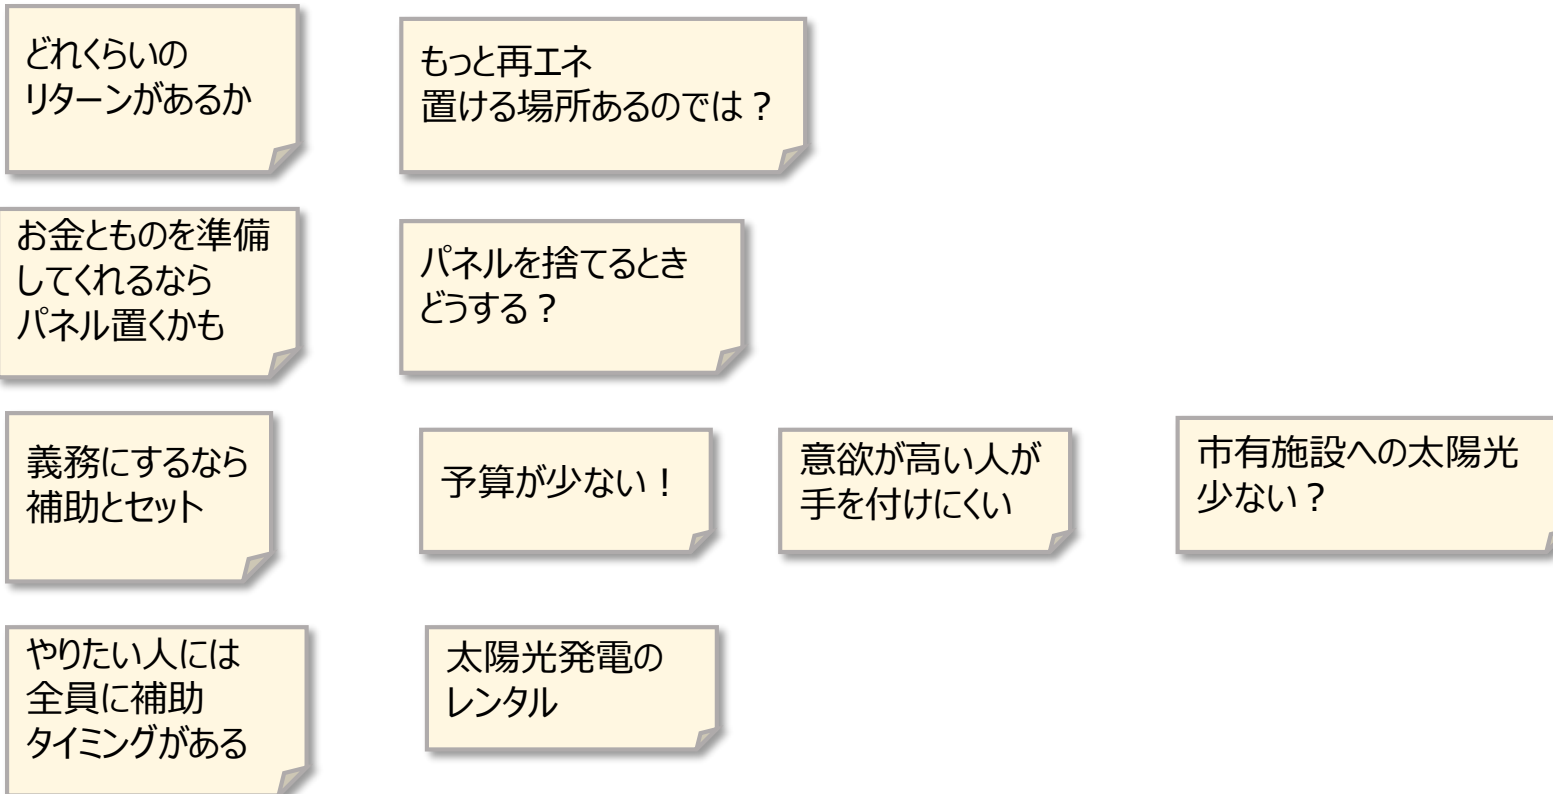 どれくらいの
リターンがあるか
もっと再エネ
置ける場所あるのでは？
お金とものを準備
してくれるなら
パネル置くかも
パネルを捨てるとき
どうする？
義務にするなら
補助とセット
予算が少ない！
意欲が高い人が
手を付けにくい
市有施設への太陽光
少ない？
やりたい人には
全員に補助
タイミングがある
太陽光発電の
レンタル